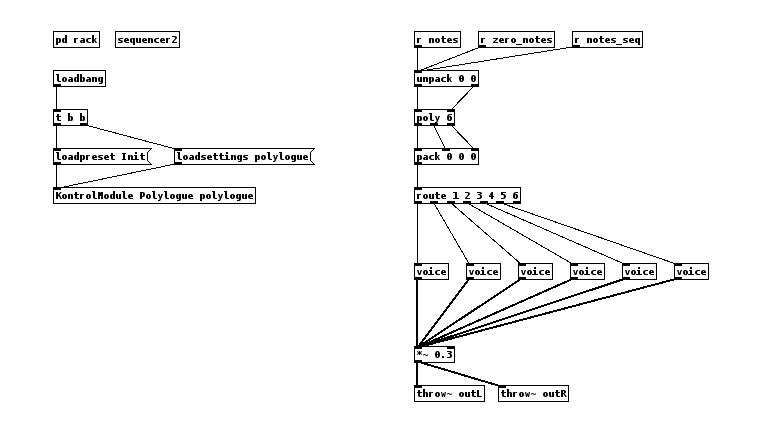 pd rack
sequencer2
loadbang
t b b
loadpreset Init
loadsettings polylogue
KontrolModule Polylogue polylogue
r notes
r zero_notes
r notes_seq
unpack 0 0
poly 6
pack 0 0 0
route 1 2 3 4 5 6
voice
voice
voice
voice
voice
voice
*~ 0.3
throw~ outL
throw~ outR